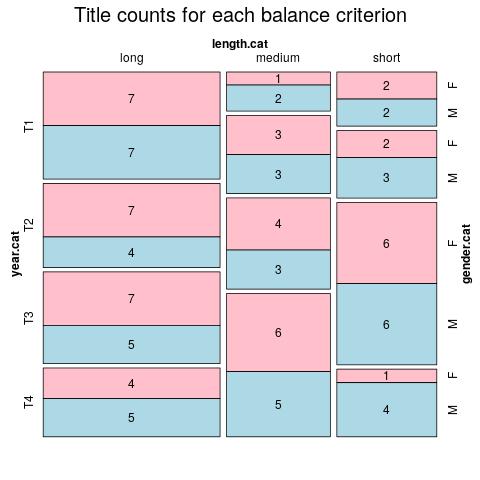 Title counts for each balance criterion
length.cat
long medium short
year.cat
T1
T2
T3
T4
gender.cat
F
M
F
M
F
M
F
M
7
7
7
4
7
5
4
5
1
2
3
3
4
3
6
5
2
2
2
3
6
6
1
4